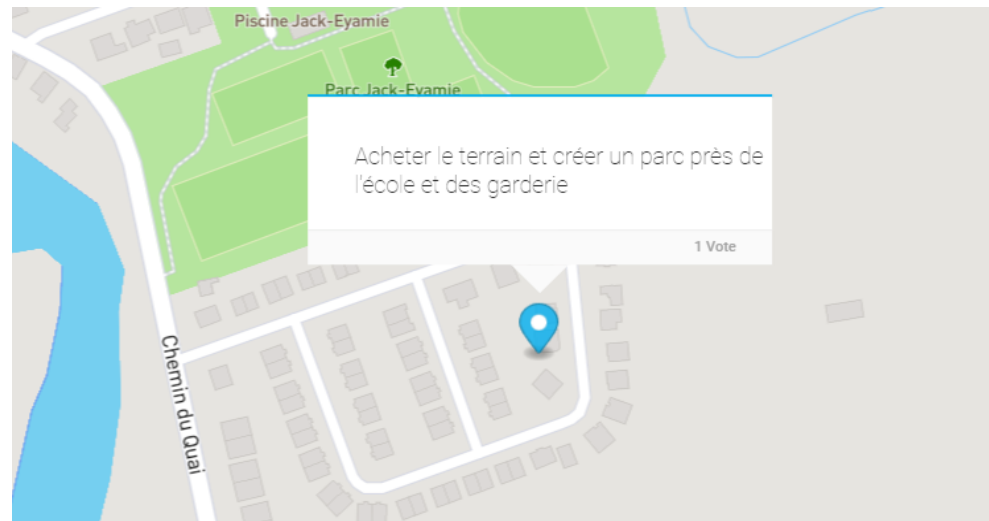 Piscine Jack-Eyamie
Parc Jack-Eyamie
Acheter le terrain et créer un parc près de
l'école et des garderie
1 Vote
Chemin du Quai